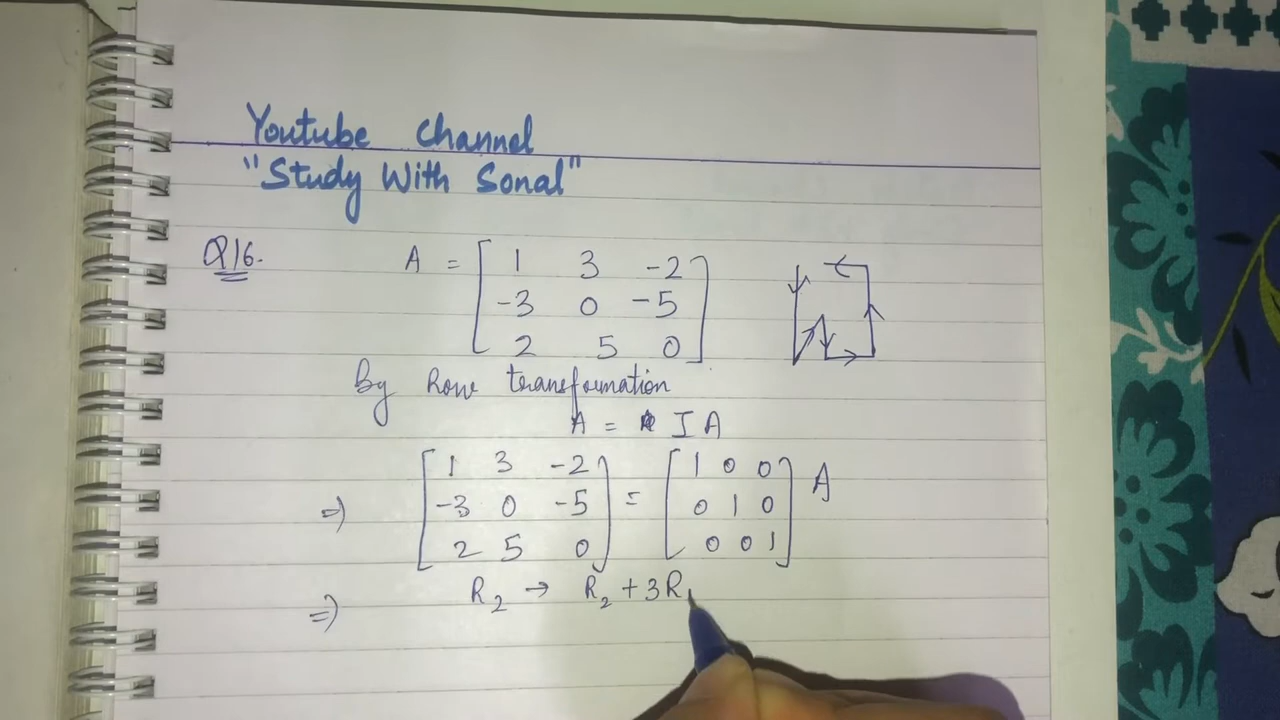 Youtube Channel
"Study With Sonal"
Q16. A = [ 1 3 -2
-3 0 -5
2 5 0 ]
By Row transformation
A = I A
=) [ 1 3 -2
-3 0 -5
2 5 0 ] = [ 1 0 0
0 1 0
0 0 1 ] A
=) R2 → R2 + 3R1